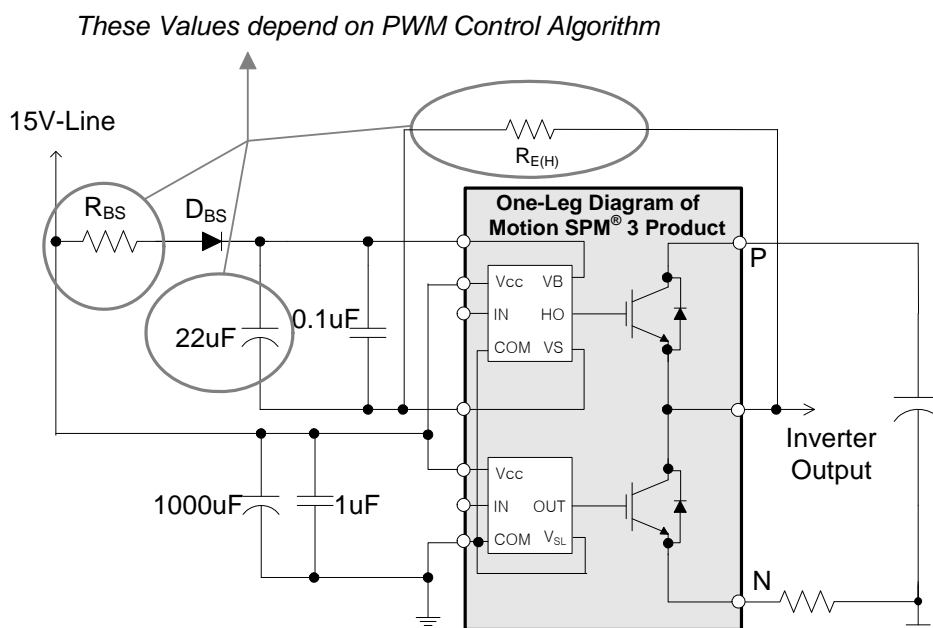 These Values depend on PWM Control Algorithm
15V-Line
R_E(H)
R_BS
D_BS
One-Leg Diagram of
Motion SPM® 3 Product
P
Vcc VB
22uF
0.1uF
IN HO
COM VS
Inverter
Output
Vcc
1000uF
1uF
IN OUT
COM V_SL
N